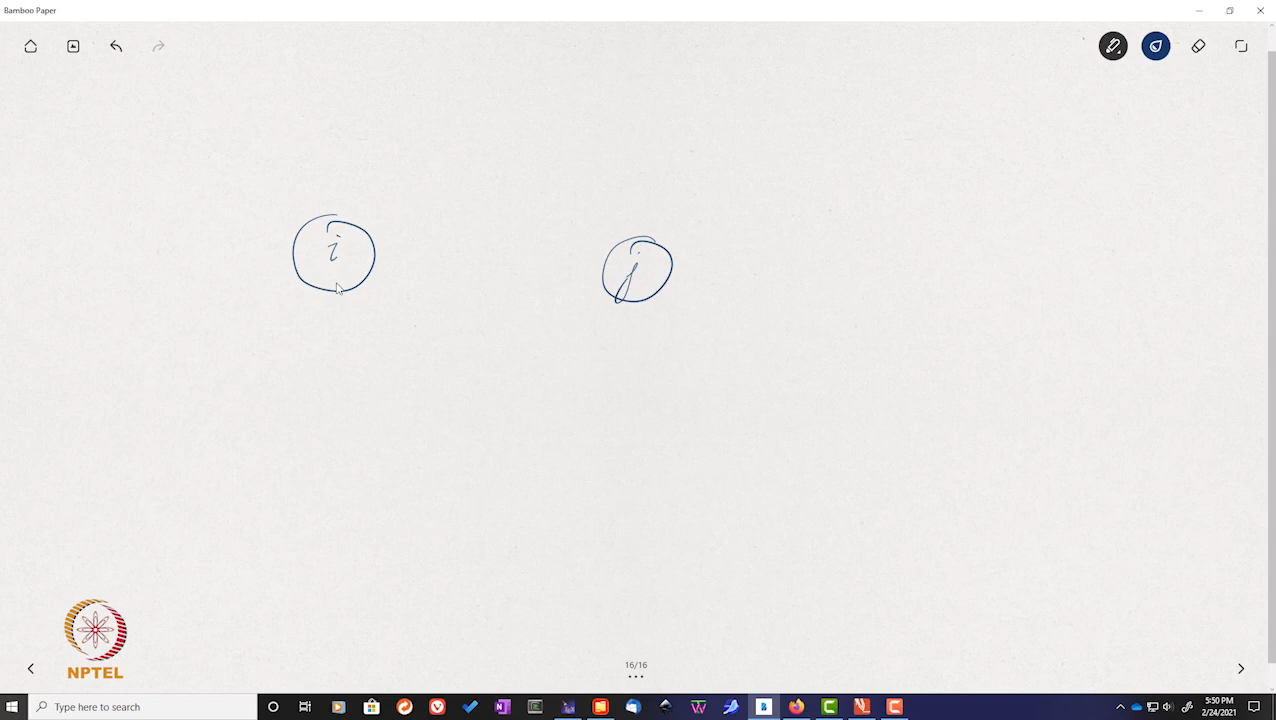 Bamboo Paper
i
j
16/16
NPTEL
Type here to search
5:50 PM
2/24/2021